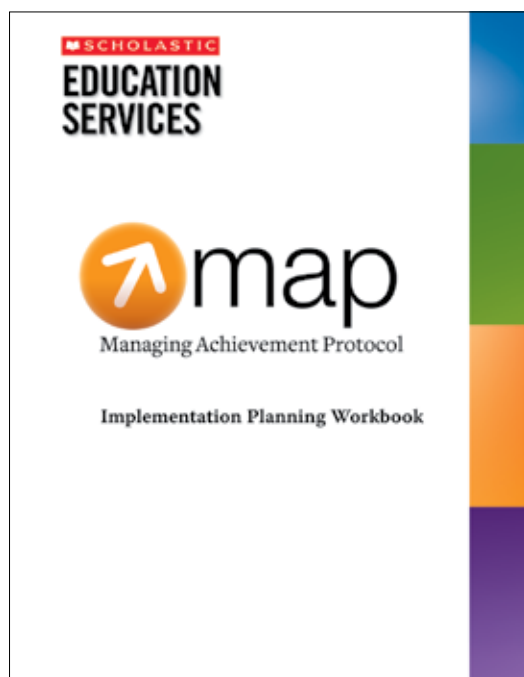 SCHOLASTIC
EDUCATION
SERVICES
map
Managing Achievement Protocol
Implementation Planning Workbook